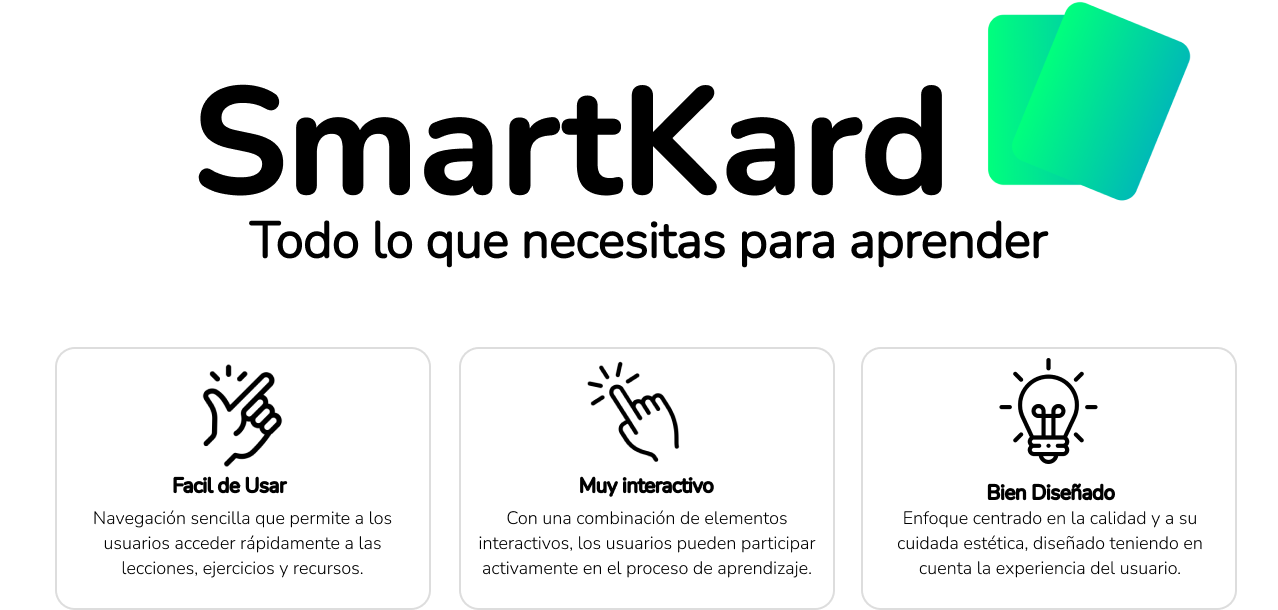 SmartKard
Todo lo que necesitas para aprender
Facil de Usar
Navegación sencilla que permite a los
usuarios acceder rápidamente a las
lecciones, ejercicios y recursos.
Muy interactivo
Con una combinación de elementos
interactivos, los usuarios pueden participar
activamente en el proceso de aprendizaje.
Bien Diseñado
Enfoque centrado en la calidad y a su
cuidada estética, diseñado teniendo en
cuenta la experiencia del usuario.